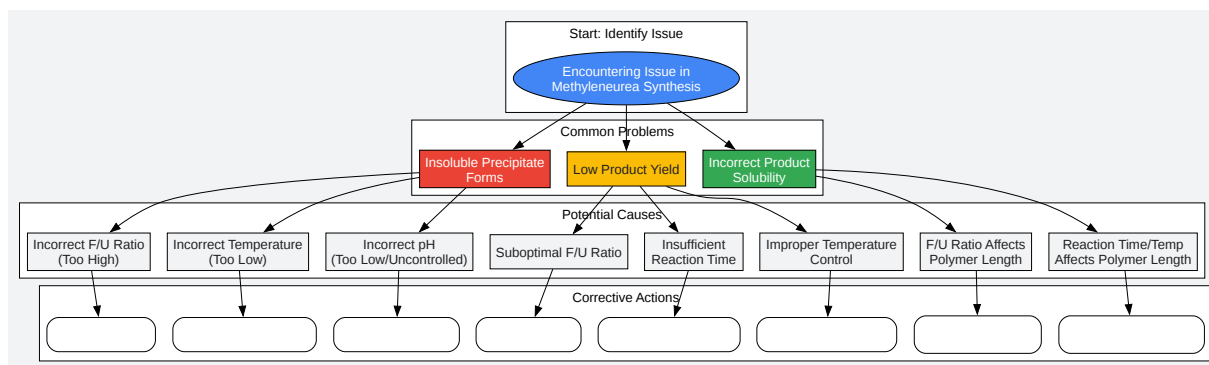 Start: Identify Issue
Encountering Issue in
Methyleneurea Synthesis
Common Problems
Insoluble Precipitate
Forms
Low Product Yield
Incorrect Product
Solubility
Potential Causes
Incorrect F/U Ratio
(Too High)
Incorrect Temperature
(Too Low)
Incorrect pH
(Too Low/Uncontrolled)
Suboptimal F/U Ratio
Insufficient
Reaction Time
Improper Temperature
Control
F/U Ratio Affects
Polymer Length
Reaction Time/Temp
Affects Polymer Length
Corrective Actions